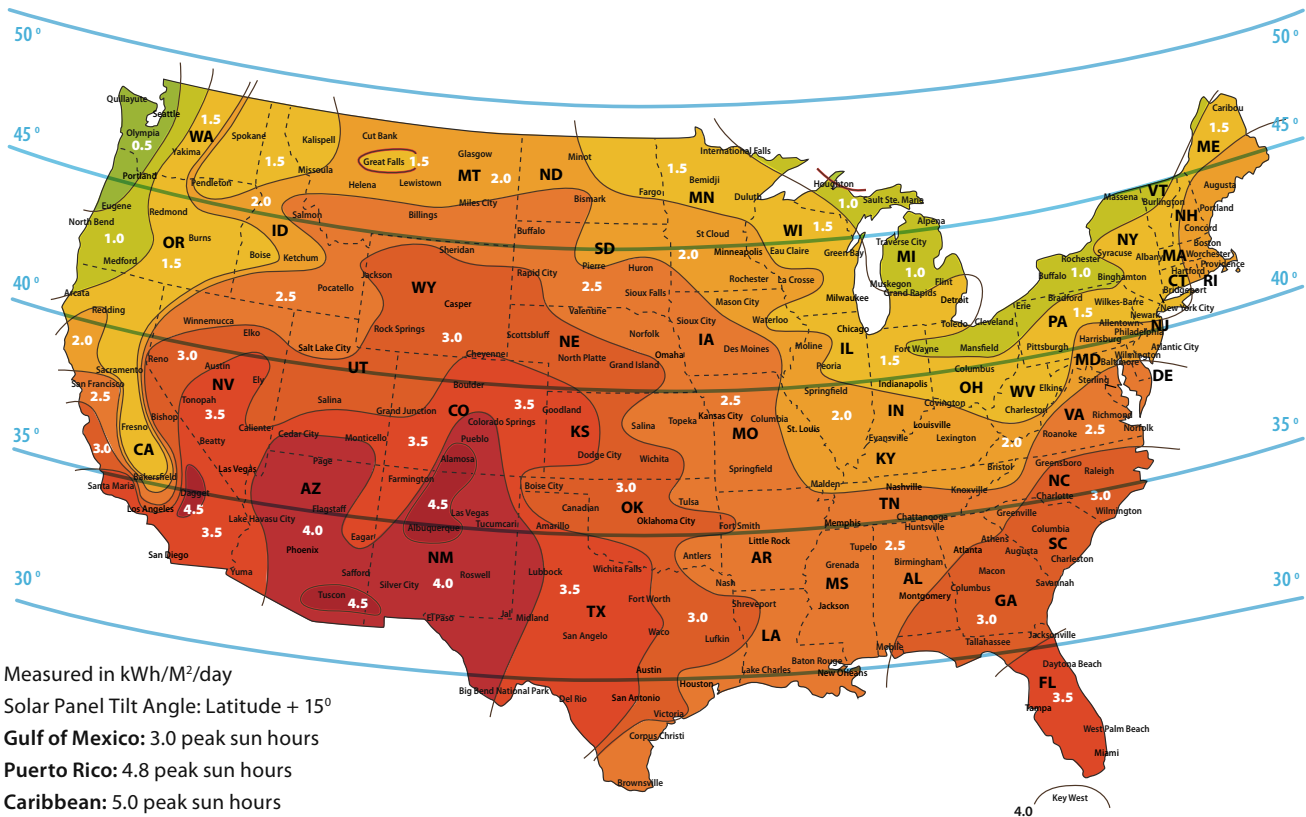 50 º
50 º
Quillayute
Seattle
Caribou
45 º
Olympia
0.5
WA
1.5
Spokane
Kalispell
Cut Bank
1.5
45 º
Yakima
Great Falls 1.5
Glasgow
Minot
International Falls
ME
Portland
Pendleton
1.5
Missoula
Helena
Lewistown
MT
2.0
ND
1.5
Bemidji
Houghton
Massena
VT
Burlington
Augusta
Eugene
Redmond
2.0
Salmon
Miles City
Bismark
Fargo
MN
Duluth
1.0
Sault Ste. Marie
NH
Portland
North Bend
Billings
Buffalo
Alpena
Concord
1.0
OR
Burns
ID
SD
St Cloud
WI
1.5
Traverse City
NY
Boston
Medford
1.5
Boise
Ketchum
Sheridan
Pierre
Huron
2.0
Minneapolis
Eau Claire
Green Bay
MI
1.0
Rochester
Syracuse
Albany
MA
Worchester
Providence
40 º
Jackson
Rapid City
Rochester
La Crosse
Muskegon
Flint
Buffalo
1.0
Binghamton
Hartford
CT
RI
40 º
Arcata
2.5
Pocatello
WY
Casper
2.5
Sioux Falls
Mason City
Milwaukee
Grand Rapids
Detroit
Erie
Bradford
Wilkes-Barre
Bridgeport
New York City
Redding
Winnemucca
Valentine
Waterloo
Toledo
Cleveland
PA
1.5
Newark
Elko
Rock Springs
3.0
Scottsbluff
Norfolk
Sioux City
Chicago
Allentown
NJ
Philadelphia
2.0
Reno
3.0
Salt Lake City
Cheyenne
NE
North Platte
IA
Des Moines
Moline
IL
1.5
Fort Wayne
Mansfield
Pittsburgh
Harrisburg
Atlantic City
Sacramento
Austin
UT
Grand Island
Omaha
Peoria
Columbus
MD
Wilmington
Baltimore
San Francisco
NV
Ely
Boulder
Indianapolis
OH
WV
Elkins
Sterling
DE
2.5
Tonopah
3.5
Salina
Grand Junction
CO
3.5
Goodland
2.5
Kansas City
Springfield
Covington
Charleston
Bishop
Colorado Springs
Salina
Topeka
Columbia
2.0
IN
VA
Richmond
35 º
Fresno
Caliente
Cedar City
Monticello
3.5
Pueblo
KS
MO
St. Louis
Louisville
Roanoke
2.5
Norfolk
35 º
3.0
CA
Beatty
Page
Alamosa
Dodge City
Wichita
Evansville
Lexington
2.0
Bakersfield
Las Vegas
Farmington
Springfield
KY
Bristol
Greensboro
Santa Maria
Dagget
AZ
Boise City
3.0
Malden
Nashville
Knoxville
NC
Raleigh
Los Angeles
4.5
Flagstaff
4.5
Las Vegas
Canadian
OK
Tulsa
TN
Charlotte
3.0
Lake Havasu City
4.0
Albuquerque
Tucumcari
Amarillo
Oklahoma City
Fort Smith
Memphis
Chattanooga
Huntsville
Greenville
Wilmington
San Diego
3.5
Phoenix
Eagar
NM
Little Rock
AR
Tupelo
2.5
Athens
Columbia
SC
Yuma
Safford
Silver City
4.0
Roswell
Lubbock
Wichita Falls
Antlers
Grenada
Birmingham
Atlanta
Augusta
Charleston
30 º
Tuscon
4.5
3.5
Nash
MS
AL
Macon
Savannah
30 º
El Paso
Jal
Midland
TX
Fort Worth
Shreveport
Jackson
Montgomery
Columbus
GA
San Angelo
Waco
3.0
Lufkin
LA
3.0
Jacksonville
Mobile
Tallahassee
Austin
Lake Charles
Baton Rouge
New Orleans
Daytona Beach
Big Bend National Park
Del Rio
San Antonio
Houston
FL
3.5
Victoria
Tampa
Corpus Christi
West Palm Beach
Miami
Brownsville
Key West
4.0
Measured in kWh/M²/day
Solar Panel Tilt Angle: Latitude + 15⁰
Gulf of Mexico: 3.0 peak sun hours
Puerto Rico: 4.8 peak sun hours
Caribbean: 5.0 peak sun hours